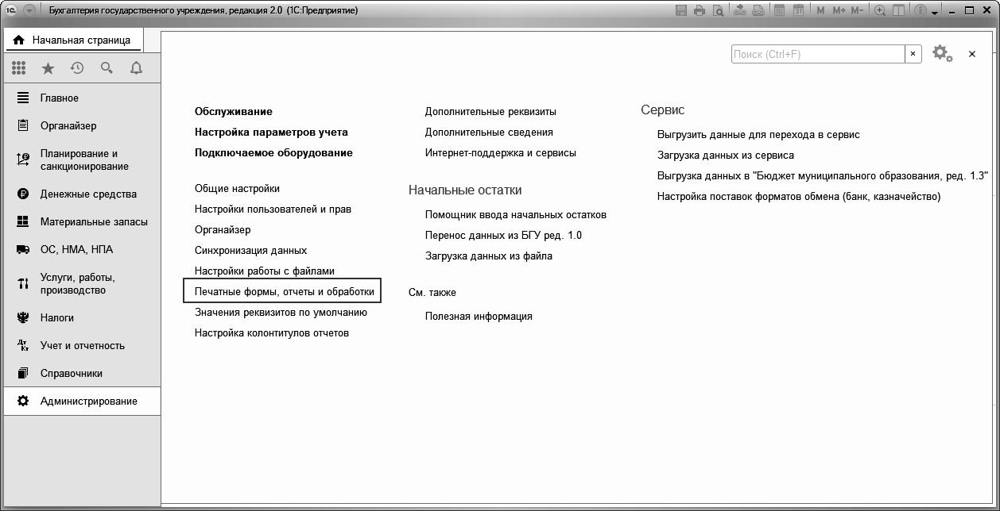 Бухгалтерия государственного учреждения, редакция 2.0 (1С:Предприятие)
M M+ M-
Начальная страница
Поиск (Ctrl+F)
Главное
Органайзер
Планирование и
санкционирование
Денежные средства
Материальные запасы
ОС, НМА, НПА
Услуги, работы,
производство
Налоги
Учет и отчетность
Справочники
Администрирование
Обслуживание
Настройка параметров учета
Подключаемое оборудование
Общие настройки
Настройки пользователей и прав
Органайзер
Синхронизация данных
Настройки работы с файлами
Печатные формы, отчеты и обработки
Значения реквизитов по умолчанию
Настройка колонтитулов отчетов
Дополнительные реквизиты
Дополнительные сведения
Интернет-поддержка и сервисы
Начальные остатки
Помощник ввода начальных остатков
Перенос данных из БГУ ред. 1.0
Загрузка данных из файла
См. также
Полезная информация
Сервис
Выгрузить данные для перехода в сервис
Загрузка данных из сервиса
Выгрузка данных в "Бюджет муниципального образования, ред. 1.3"
Настройка поставок форматов обмена (банк, казначейство)